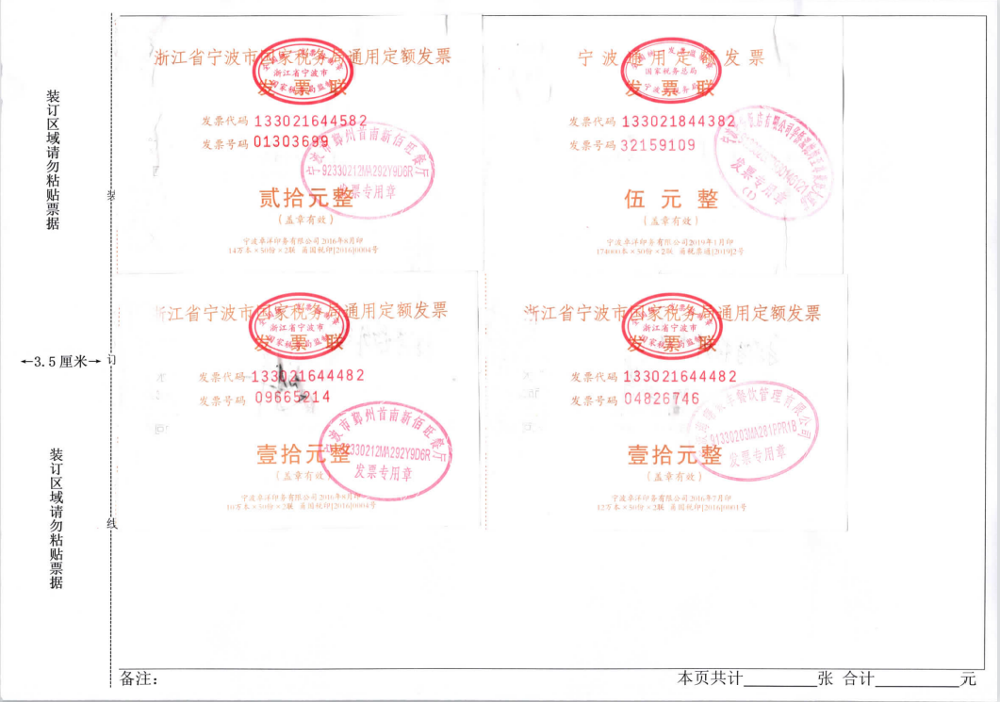 装订区域请勿粘贴票据
←3.5厘米→
装订区域请勿粘贴票据
装
订
线
浙江省宁波市国家税务局通用定额发票
浙江省宁波市
国家税务局监制
发票联
发票代码 133021644582
发票号码 01303699
宁波市鄞州首南新佰旺餐厅
92330212MA292Y9D6R
发票专用章
贰拾元整
(盖章有效)
宁波卓洋印务有限公司2016年8月印
14万本×50份×2联 甬国税印[2016]0004号
宁波通用定额发票
国家税务总局
发票联
发票代码 133021844382
发票号码 32159109
发票专用章
(1)
伍元整
(盖章有效)
宁波卓洋印务有限公司2019年1月印
174000本×50份×2联 甬税票通[2019]2号
江省宁波市国家税务局通用定额发票
浙江省宁波市
国家税务局监制
发票联
发票代码 133021644482
发票号码 09665214
宁波市鄞州首南新佰旺餐厅
92330212MA292Y9D6R
发票专用章
壹拾元整
(盖章有效)
宁波卓洋印务有限公司2016年8月印
10万本×50份×2联 甬国税印[2016]0004号
浙江省宁波市国家税务局通用定额发票
浙江省宁波市
国家税务局监制
发票联
发票代码 133021644482
发票号码 04826746
餐饮管理有限公司
91330203MA281PPR1B
发票专用章
壹拾元整
(盖章有效)
宁波卓洋印务有限公司2016年7月印
12万本×50份×2联 甬国税印[2016]0001号
备注:
本页共计________张 合计__________元